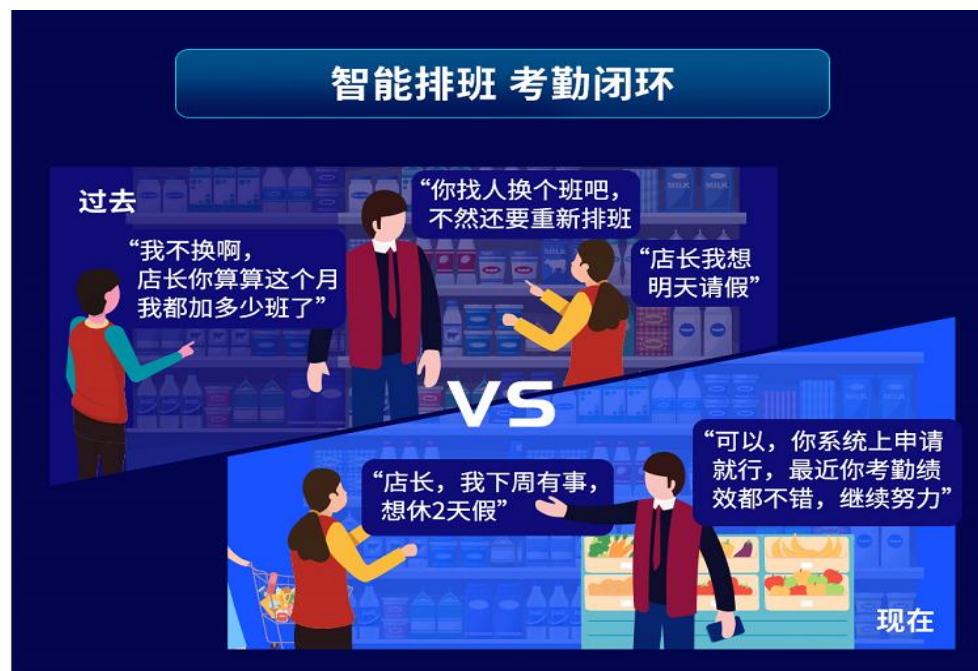 智能排班 考勤闭环
过去
“我不换啊，
店长你算算这个月
我都加多少班了”
“你找人换个班吧，
不然还要重新排班
“店长我想
明天请假”
VS
“店长，我下周有事，
想休2天假”
“可以，你系统上申请
就行，最近你考勤绩
效都不错，继续努力”
现在
MILK
MILK
MILK